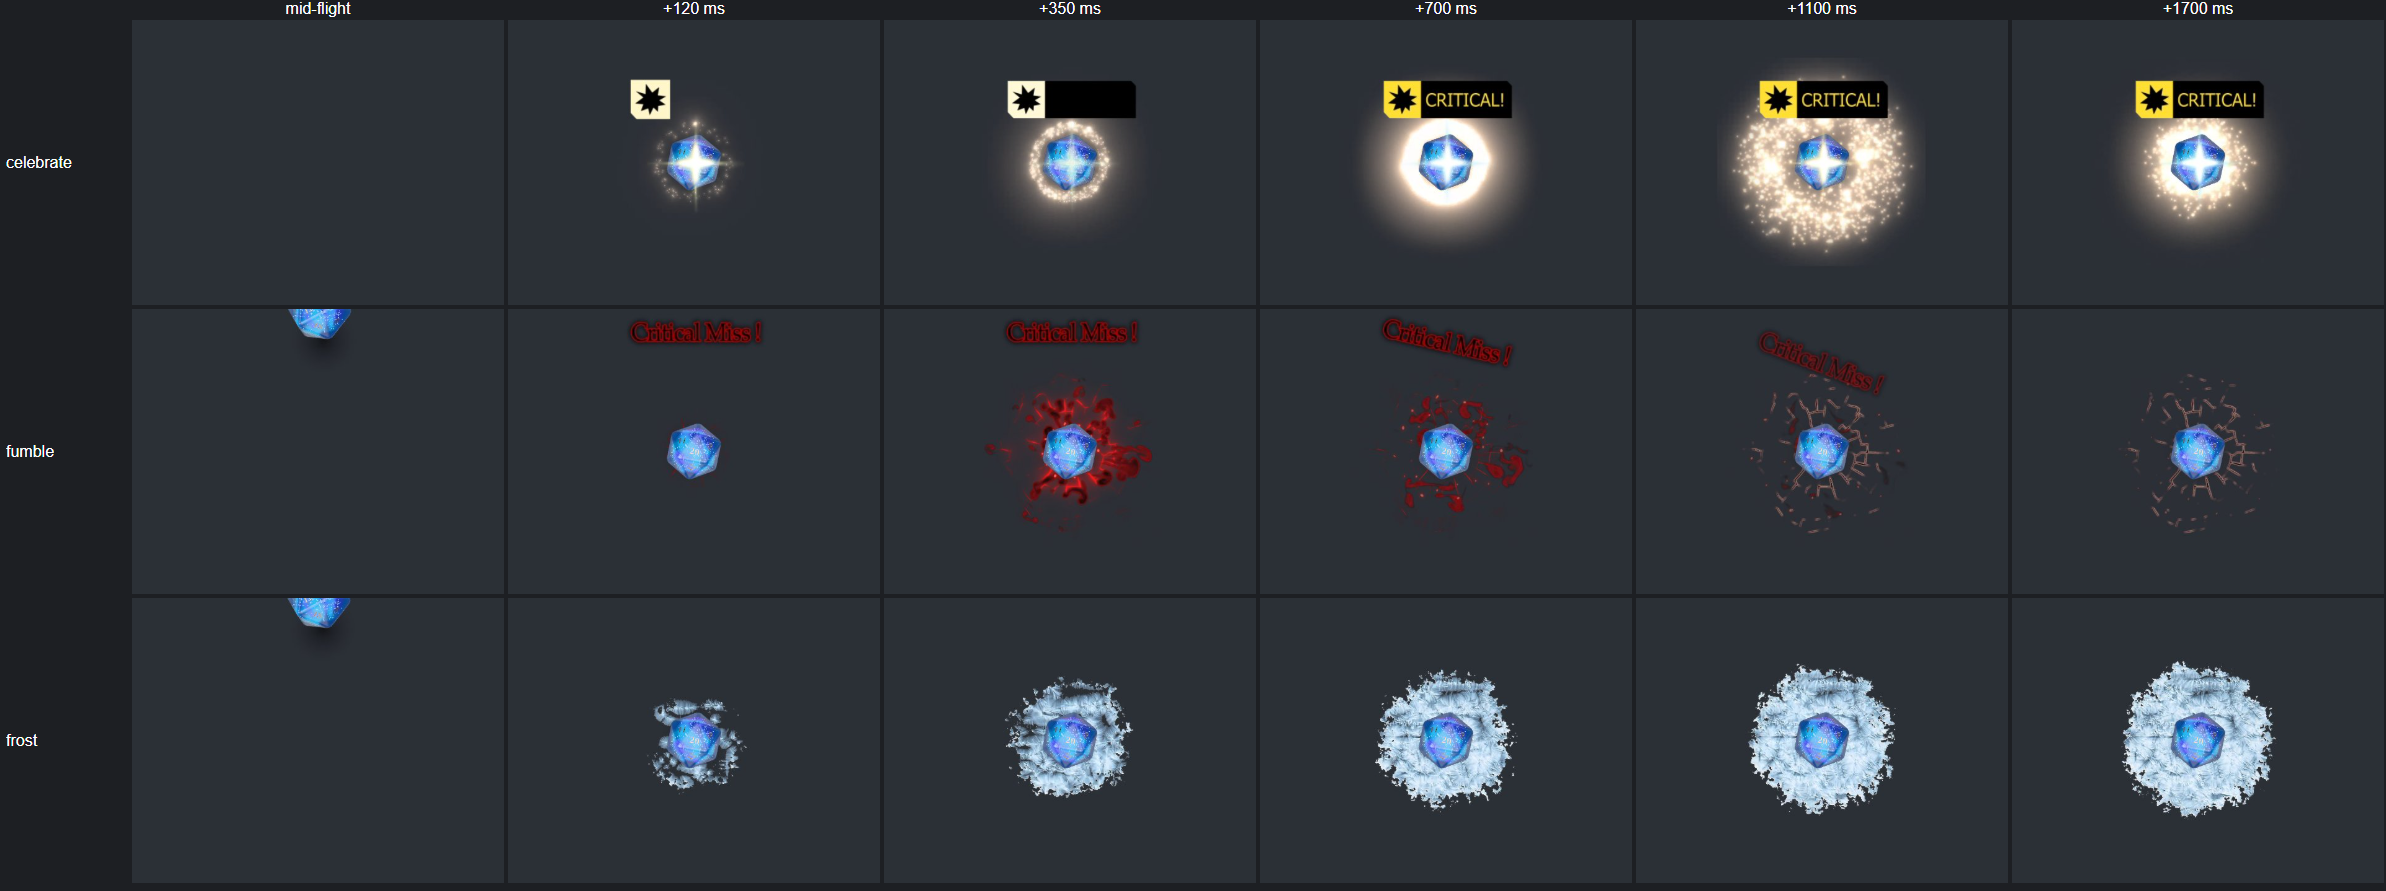 mid-flight +120 ms +350 ms +700 ms +1100 ms +1700 ms
celebrate
CRITICAL! CRITICAL! CRITICAL!
fumble
Critical Miss ! Critical Miss ! Critical Miss ! Critical Miss !
frost